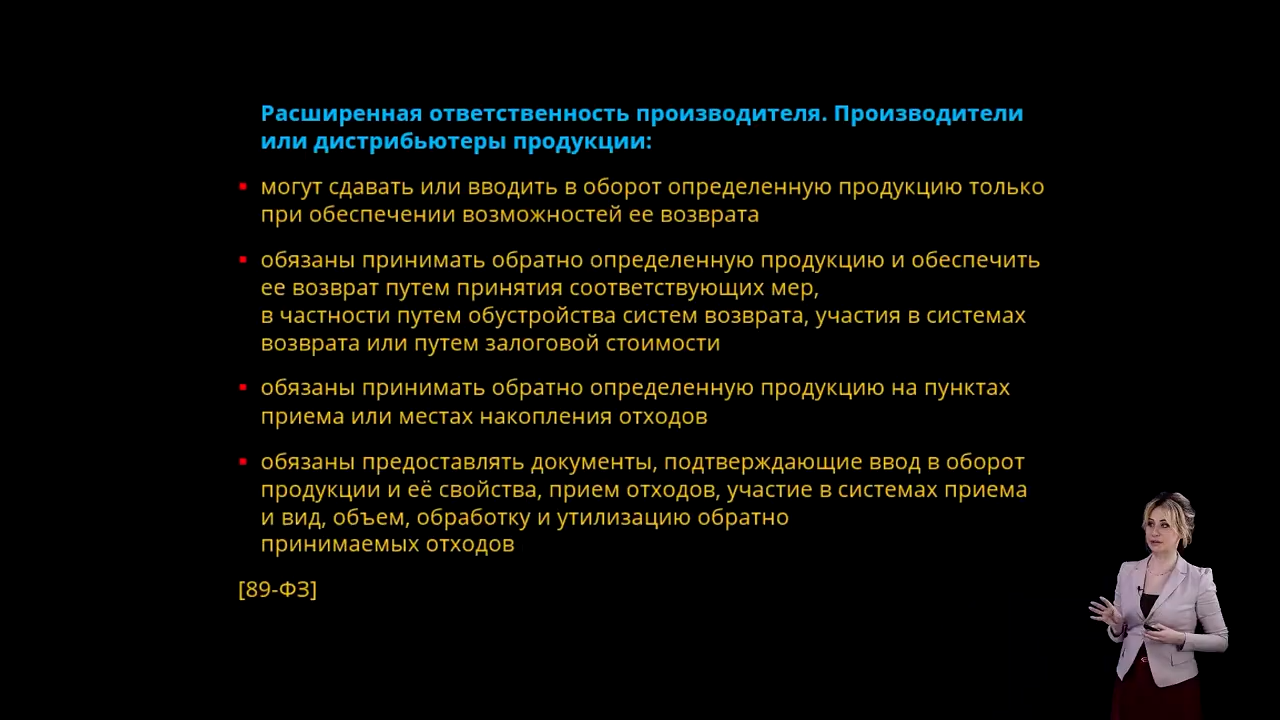 Расширенная ответственность производителя. Производители
или дистрибьютеры продукции:
▪ могут сдавать или вводить в оборот определенную продукцию только
при обеспечении возможностей ее возврата
▪ обязаны принимать обратно определенную продукцию и обеспечить
ее возврат путем принятия соответствующих мер,
в частности путем обустройства систем возврата, участия в системах
возврата или путем залоговой стоимости
▪ обязаны принимать обратно определенную продукцию на пунктах
приема или местах накопления отходов
▪ обязаны предоставлять документы, подтверждающие ввод в оборот
продукции и её свойства, прием отходов, участие в системах приема
и вид, объем, обработку и утилизацию обратно
принимаемых отходов
[89-ФЗ]